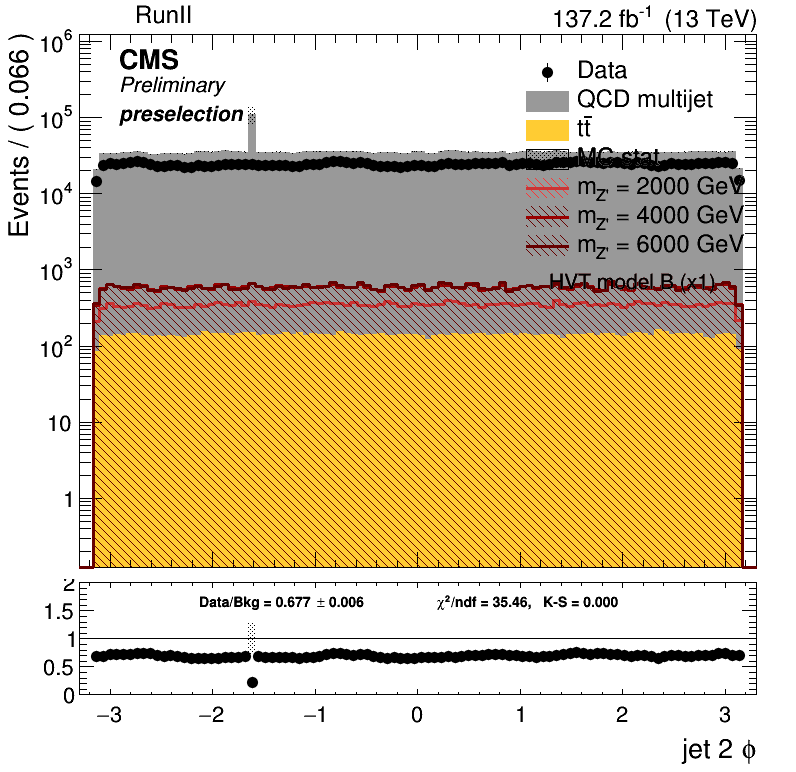 RunII
137.2 fb⁻¹ (13 TeV)
Events / ( 0.066 )
10⁶
10⁵
10⁴
10³
10²
10
1
CMS
Preliminary
preselection
Data
QCD multijet
tt̄
MC stat.
m_Z' = 2000 GeV
m_Z' = 4000 GeV
m_Z' = 6000 GeV
HVT model B (x1)
2
1.5
1
0.5
0
Data/Bkg = 0.677 ± 0.006
χ²/ndf = 35.46, K-S = 0.000
−3 −2 −1 0 1 2 3
jet 2 ϕ